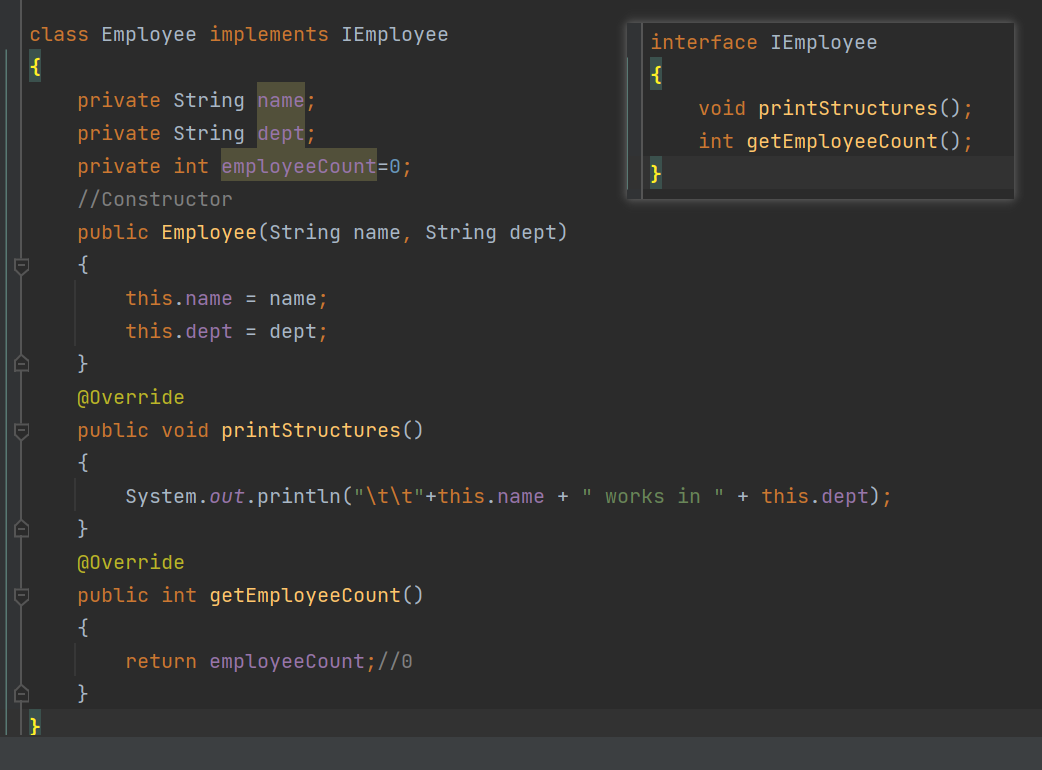 class Employee implements IEmployee
{
    private String name;
    private String dept;
    private int employeeCount=0;
    //Constructor
    public Employee(String name, String dept)
    {
        this.name = name;
        this.dept = dept;
    }
    @Override
    public void printStructures()
    {
        System.out.println("\t\t"+this.name + " works in " + this.dept);
    }
    @Override
    public int getEmployeeCount()
    {
        return employeeCount;//0
    }
}
interface IEmployee
{
    void printStructures();
    int getEmployeeCount();
}